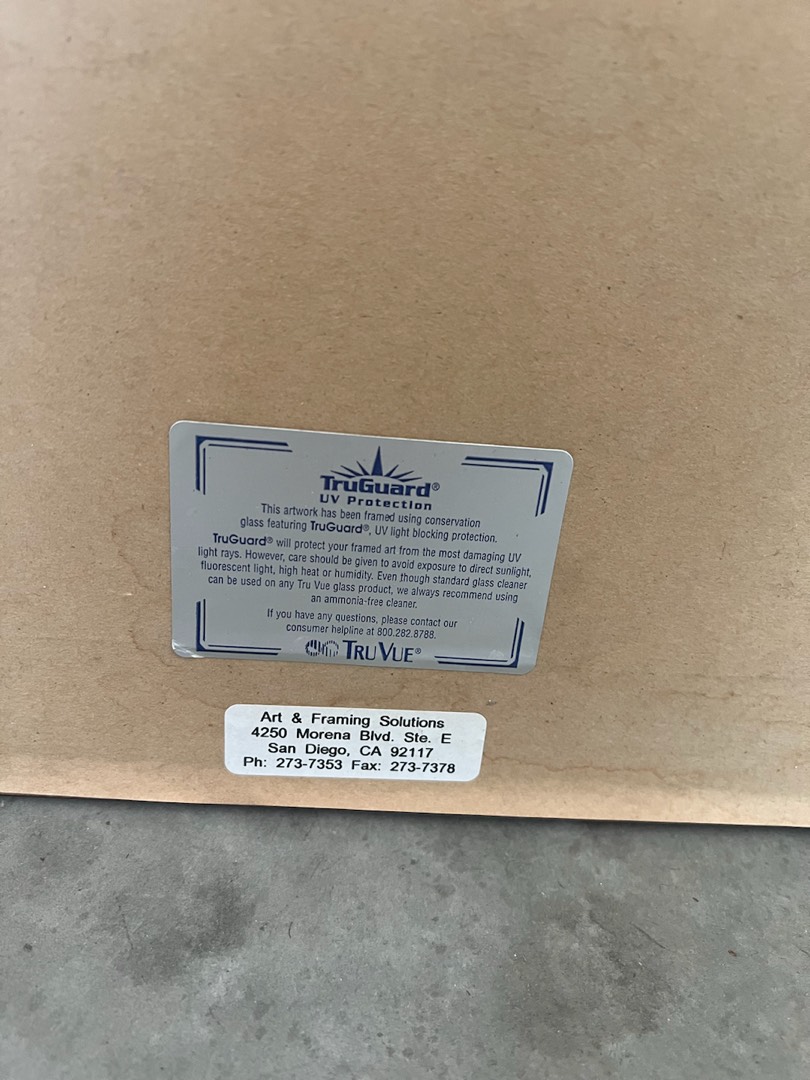 TruGuard®
UV Protection
This artwork has been framed using conservation
glass featuring TruGuard®, UV light blocking protection.
TruGuard® will protect your framed art from the most damaging UV
light rays. However, care should be given to avoid exposure to direct sunlight,
fluorescent light, high heat or humidity. Even though standard glass cleaner
can be used on any Tru Vue glass product, we always recommend using
an ammonia-free cleaner.
If you have any questions, please contact our
consumer helpline at 800.282.8788.
TRU VUE®
Art & Framing Solutions
4250 Morena Blvd. Ste. E
San Diego, CA 92117
Ph: 273-7353 Fax: 273-7378